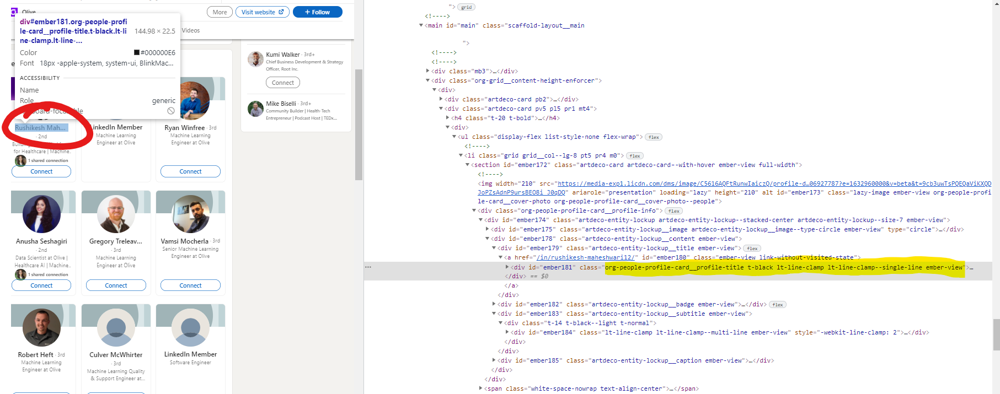 Olive
More
Visit website
+ Follow
div#ember181.org-people-profi
le-card__profile-title.t-black.lt-li
ne-clamp.lt-line-...
144.98 × 22.5
Color
#000000E6
Font
18px -apple-system, system-ui, BlinkMac...
ACCESSIBILITY
Name
Role
generic
Videos
Kumi Walker · 3rd+
Chief Business Development & Strategy
Officer, Root Inc.
Connect
Mike Biselli · 3rd+
Community Builder | Health-Tech
Entrepreneur | Podcast Host | TEDx...
Rushikesh Mah...
· 2nd
for Healthcare | Machine...
1 shared connection
Connect
LinkedIn Member
Machine Learning
Engineer at Olive
Ryan Winfree · 3rd
Machine Learning
Engineer at Olive
Connect
Anusha Seshagiri
· 2nd
Data Scientist at Olive |
Healthcare AI | Machine...
1 shared connection
Connect
Gregory Treleav...
· 3rd
Machine Learning
Engineer at Olive
Connect
Vamsi Mocherla · 3rd
Senior Machine Learning
Engineer at Olive
Connect
Robert Heft · 3rd
Machine Learning
Engineer at Olive
Culver McWhirter
· 3rd
Machine Learning Quality
& Support Engineer at...
LinkedIn Member
Software Engineer
"> grid
<!---->
<main id="main" class="scaffold-layout__main
">
<!---->
<!---->
<div class="mb3">…</div>
<div class="org-grid__content-height-enforcer">
<div>
<div class="artdeco-card pb2">…</div>
<div class="artdeco-card pv5 pl5 pr1 mt4">
<h4 class="t-20 t-bold">…</h4>
<div>
<ul class="display-flex list-style-none flex-wrap"> flex
<!---->
<li class="grid grid__col--lg-8 pt5 pr4 m0"> flex
<section id="ember172" class="artdeco-card artdeco-card--with-hover ember-view full-width">
<!---->
<img width="210" src="https://media-exp1.licdn.com/dms/image/C5616AQFtRunwIaiczQ/profile-d…06927787?e=1632960000&v=beta&t=9cb3uwTsPQEQaViKXQD
JoPZsAdnP9ursBEO8i_J0qDQ" ariarole="presentation" loading="lazy" height="210" alt id="ember173" class="lazy-image ember-view org-people-profi
le-card__cover-photo org-people-profile-card__cover-photo--people">
<div class="org-people-profile-card__profile-info"> flex
<div id="ember174" class="artdeco-entity-lockup artdeco-entity-lockup--stacked-center artdeco-entity-lockup--size-7 ember-view">
<div id="ember175" class="artdeco-entity-lockup__image artdeco-entity-lockup__image--type-circle ember-view" type="circle">…</div>
<div id="ember178" class="artdeco-entity-lockup__content ember-view">
<div id="ember179" class="artdeco-entity-lockup__title ember-view"> flex
<a href="/in/rushikesh-maheshwari12/" id="ember180" class="ember-view link-without-visited-state">
<div id="ember181" class="org-people-profile-card__profile-title t-black lt-line-clamp lt-line-clamp--single-line ember-view">…
</div> == $0
</a>
</div>
<div id="ember182" class="artdeco-entity-lockup__badge ember-view">…</div> flex
<div id="ember183" class="artdeco-entity-lockup__subtitle ember-view">
<div class="t-14 t-black--light t-normal">
<div id="ember184" class="lt-line-clamp lt-line-clamp--multi-line ember-view" style="-webkit-line-clamp: 2">…</div>
</div>
</div>
<div id="ember185" class="artdeco-entity-lockup__caption ember-view">…</div>
</div>
</div>
<span class="white-space-nowrap text-align-center">…</span>